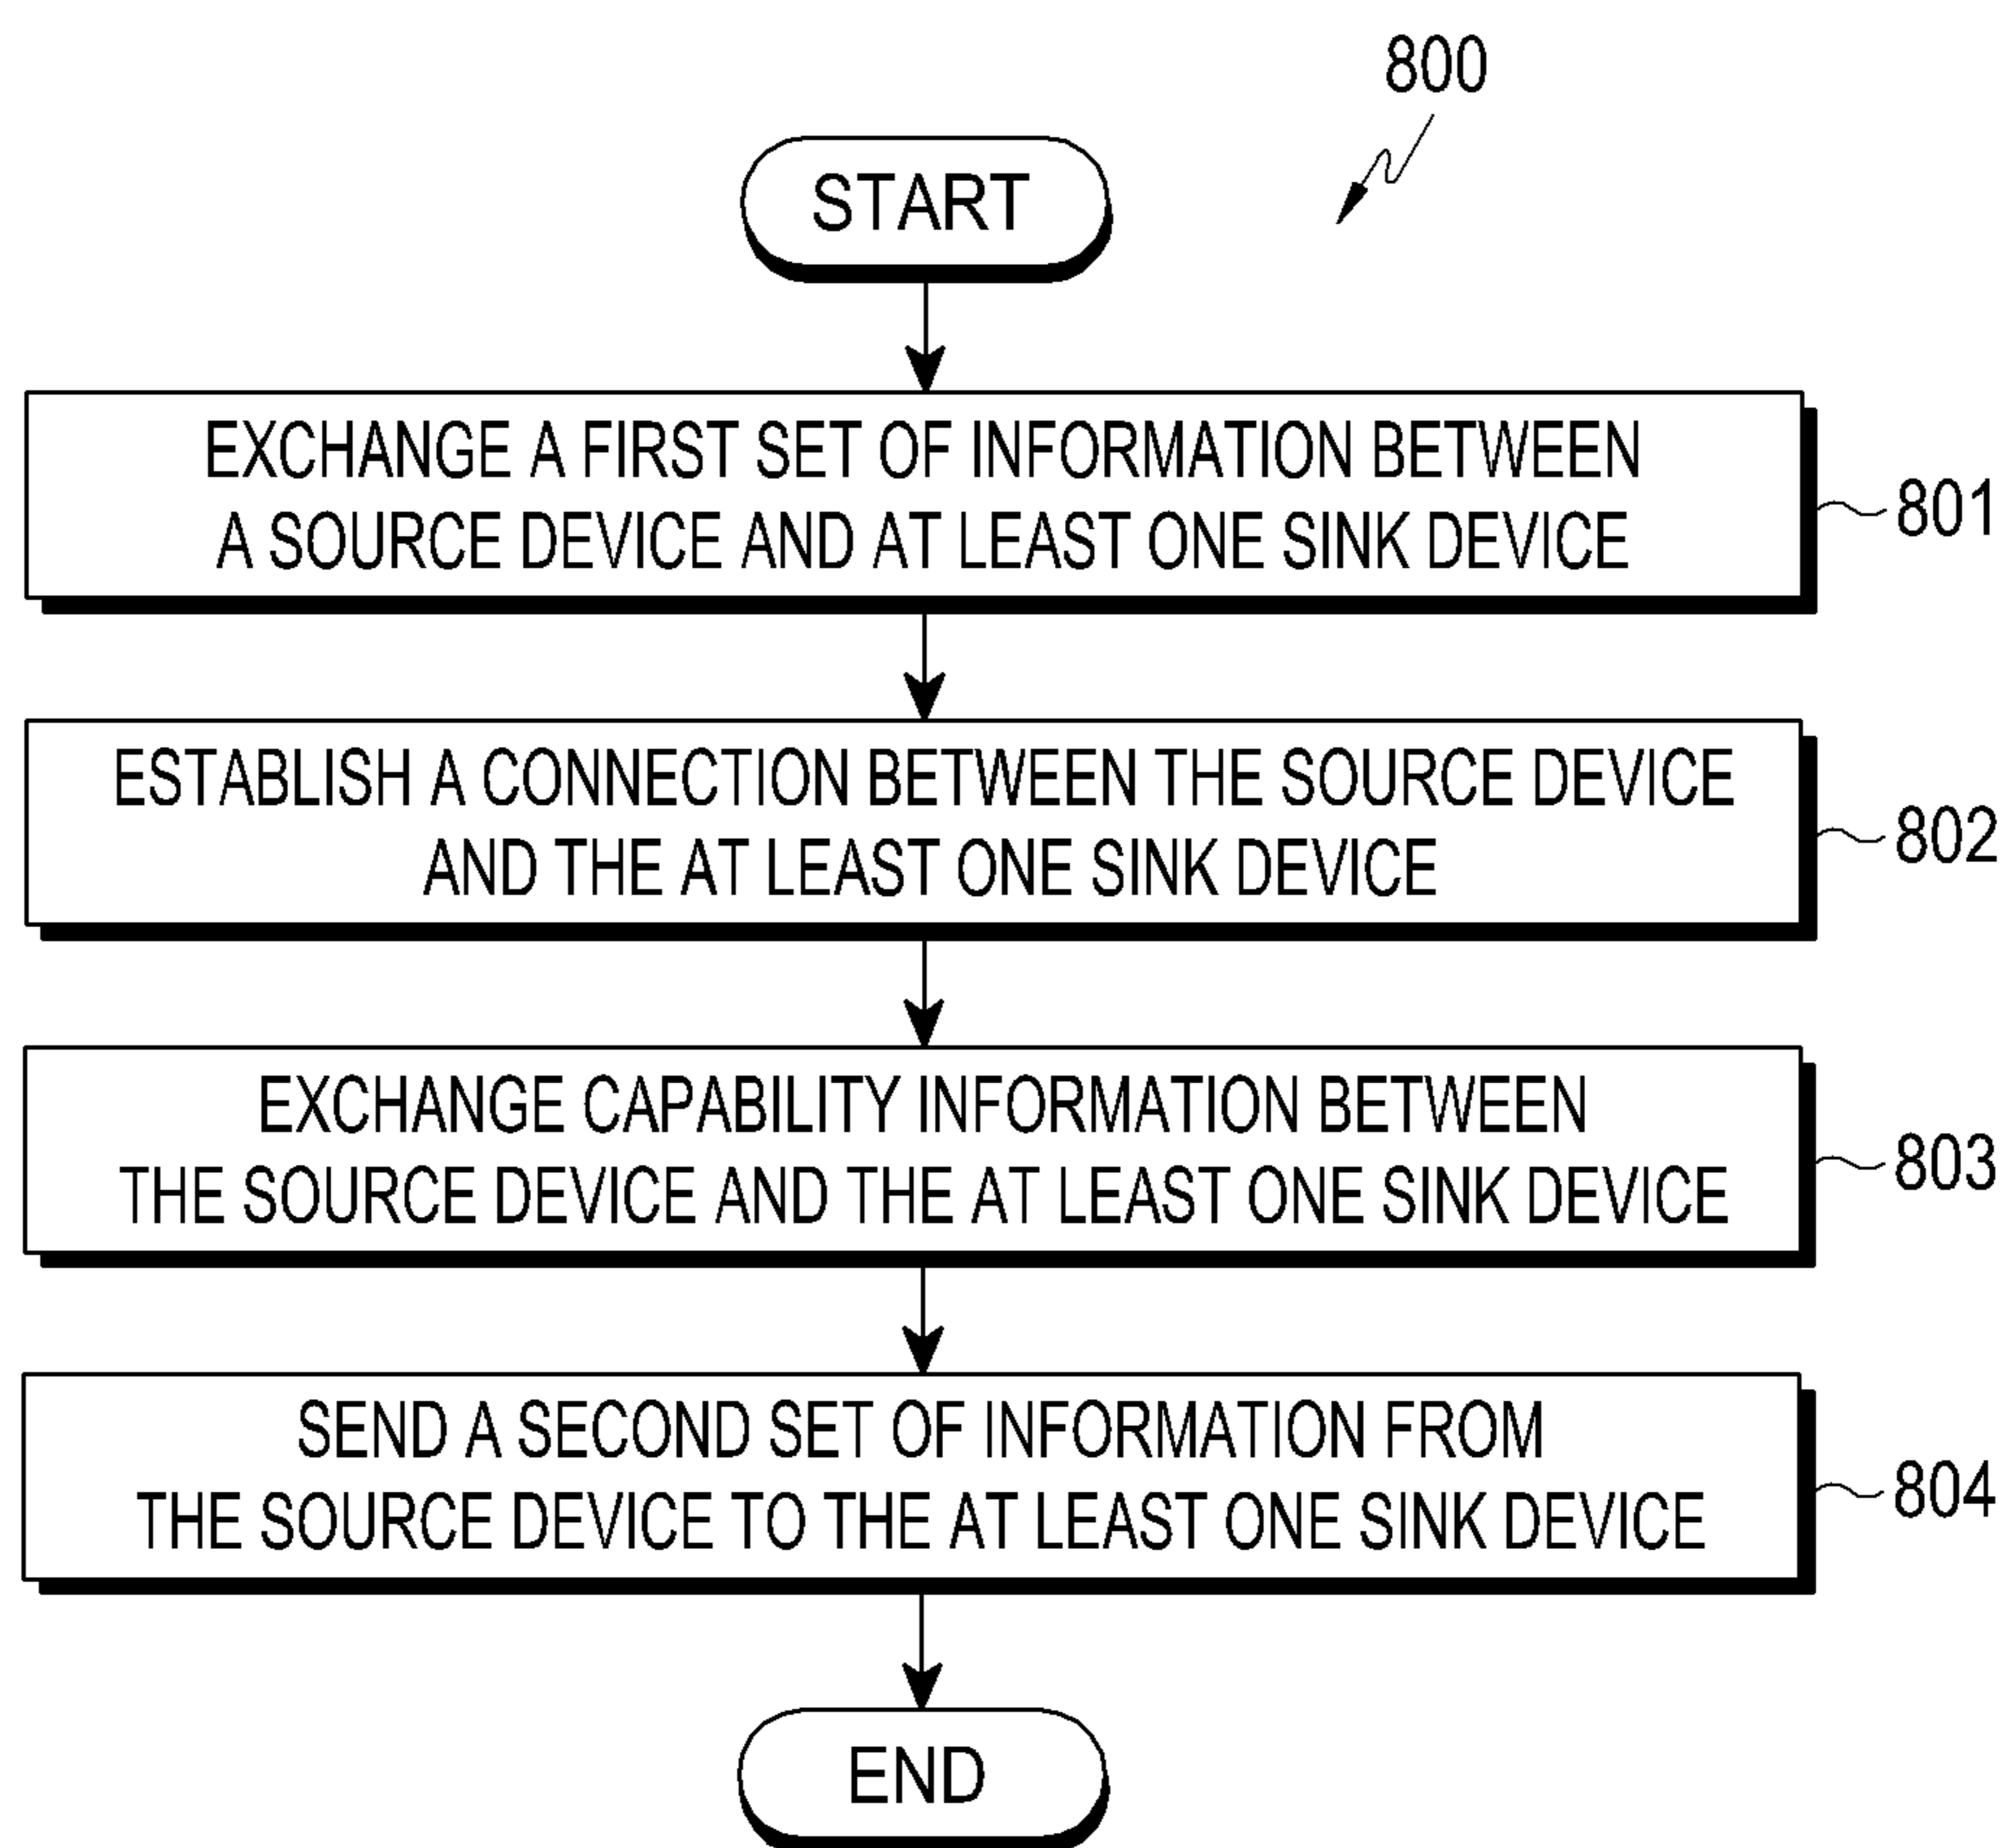 800
START
EXCHANGE A FIRST SET OF INFORMATION BETWEEN
A SOURCE DEVICE AND AT LEAST ONE SINK DEVICE
801
ESTABLISH A CONNECTION BETWEEN THE SOURCE DEVICE
AND THE AT LEAST ONE SINK DEVICE
802
EXCHANGE CAPABILITY INFORMATION BETWEEN
THE SOURCE DEVICE AND THE AT LEAST ONE SINK DEVICE
803
SEND A SECOND SET OF INFORMATION FROM
THE SOURCE DEVICE TO THE AT LEAST ONE SINK DEVICE
804
END